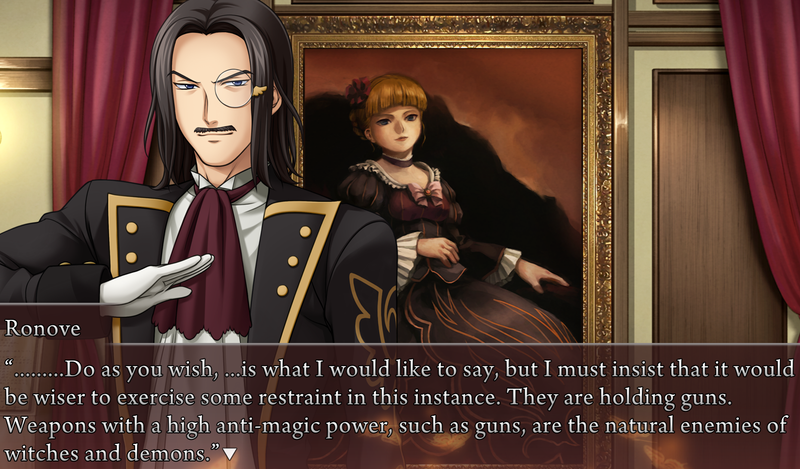 Ronove
“.........Do as you wish, ...is what I would like to say, but I must insist that it would
be wiser to exercise some restraint in this instance. They are holding guns.
Weapons with a high anti-magic power, such as guns, are the natural enemies of
witches and demons.”